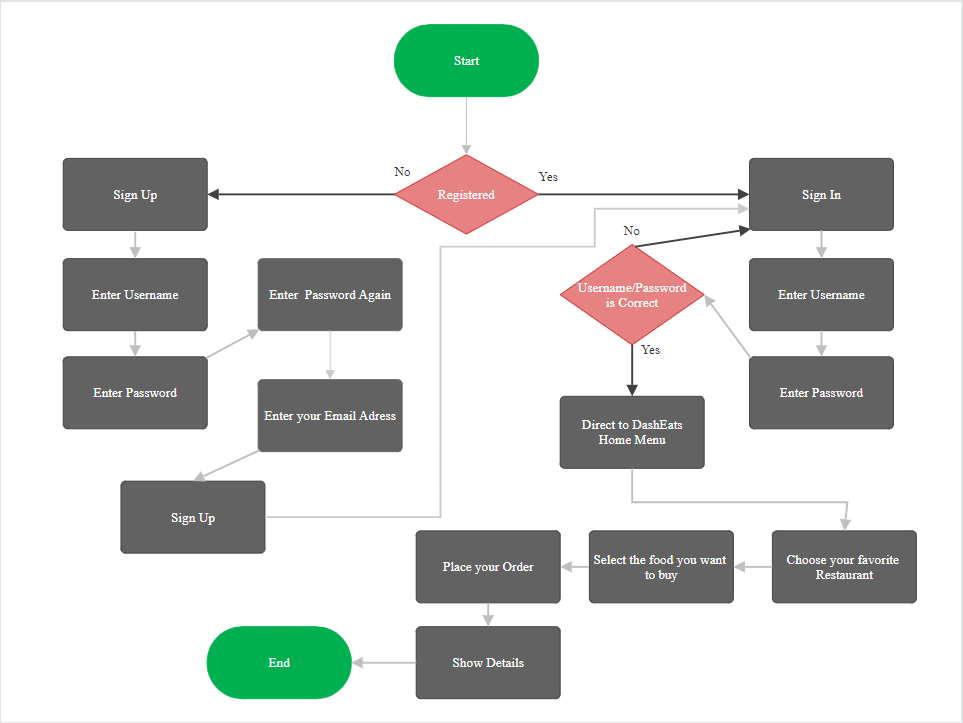 Start
No
Yes
Sign Up
Registered
Sign In
No
Enter Username
Enter  Password Again
Username/Password
is Correct
Enter Username
Yes
Enter Password
Enter your Email Adress
Direct to DashEats
Home Menu
Enter Password
Sign Up
Place your Order
Select the food you want
to buy
Choose your favorite
Restaurant
End
Show Details